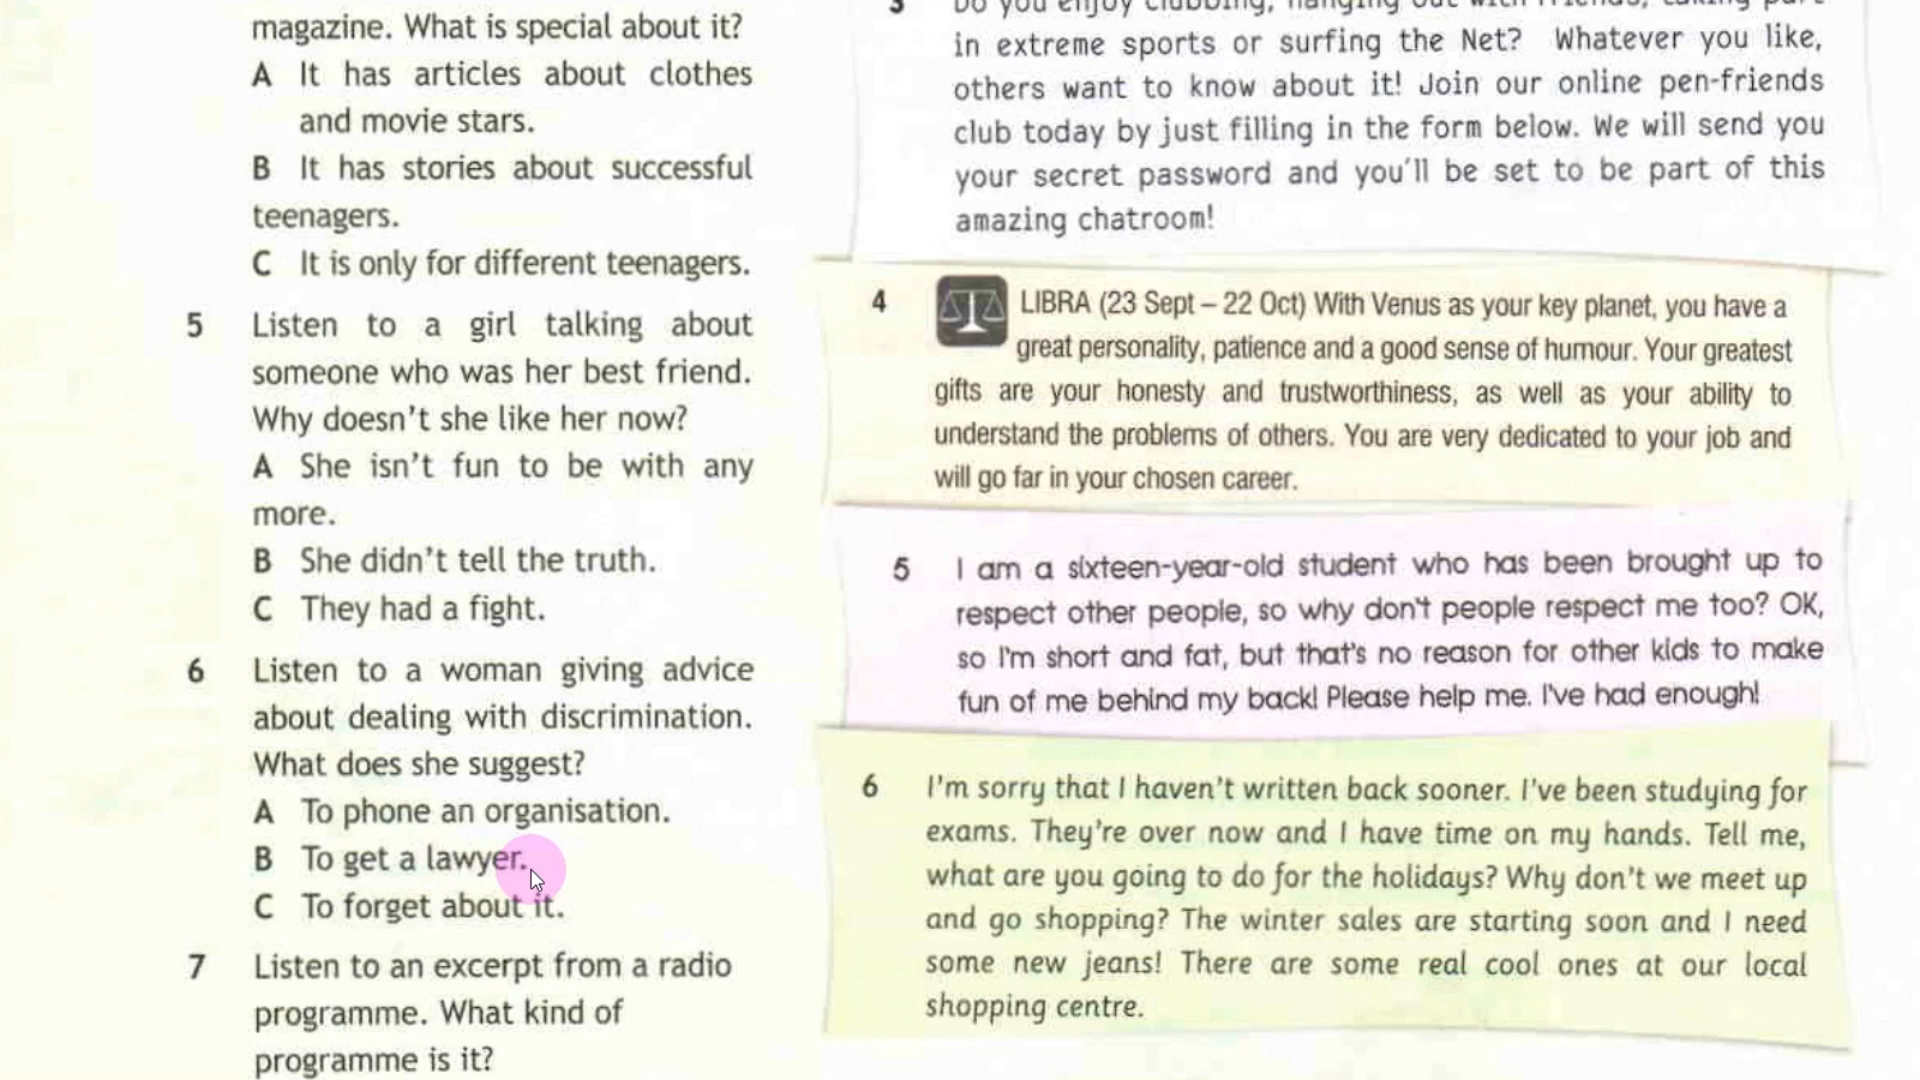 magazine. What is special about it?
A It has articles about clothes
and movie stars.
B It has stories about successful
teenagers.
C It is only for different teenagers.
5 Listen to a girl talking about
someone who was her best friend.
Why doesn't she like her now?
A She isn't fun to be with any
more.
B She didn't tell the truth.
C They had a fight.
6 Listen to a woman giving advice
about dealing with discrimination.
What does she suggest?
A To phone an organisation.
B To get a lawyer.
C To forget about it.
7 Listen to an excerpt from a radio
programme. What kind of
programme is it?
3 Do you enjoy clubbing, hanging out with friends, taking part
in extreme sports or surfing the Net? Whatever you like,
others want to know about it! Join our online pen-friends
club today by just filling in the form below. We will send you
your secret password and you'll be set to be part of this
amazing chatroom!
4 LIBRA (23 Sept – 22 Oct) With Venus as your key planet, you have a
great personality, patience and a good sense of humour. Your greatest
gifts are your honesty and trustworthiness, as well as your ability to
understand the problems of others. You are very dedicated to your job and
will go far in your chosen career.
5 I am a sixteen-year-old student who has been brought up to
respect other people, so why don't people respect me too? OK,
so I'm short and fat, but that's no reason for other kids to make
fun of me behind my back! Please help me. I've had enough!
6 I'm sorry that I haven't written back sooner. I've been studying for
exams. They're over now and I have time on my hands. Tell me,
what are you going to do for the holidays? Why don't we meet up
and go shopping? The winter sales are starting soon and I need
some new jeans! There are some real cool ones at our local
shopping centre.